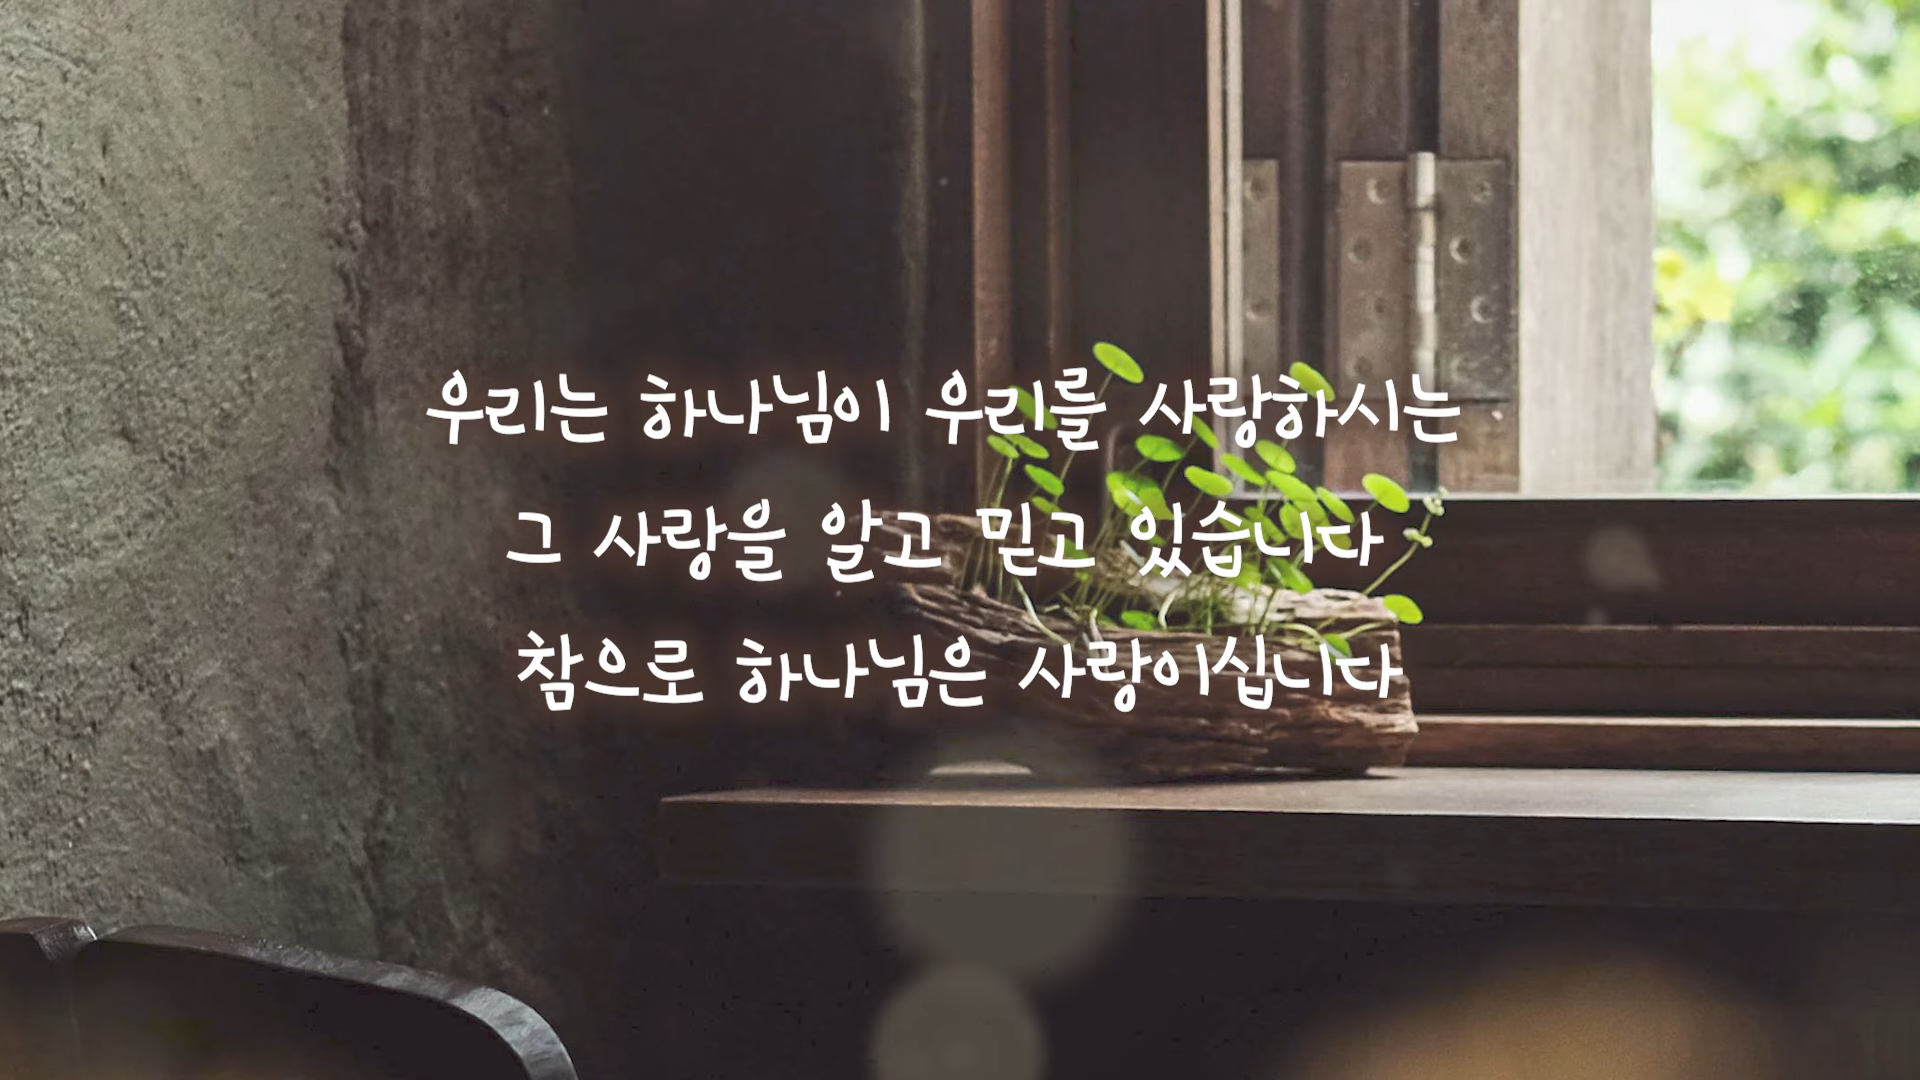 우리는 하나님이 우리를 사랑하시는
그 사랑을 알고 믿고 있습니다
참으로 하나님은 사랑이십니다